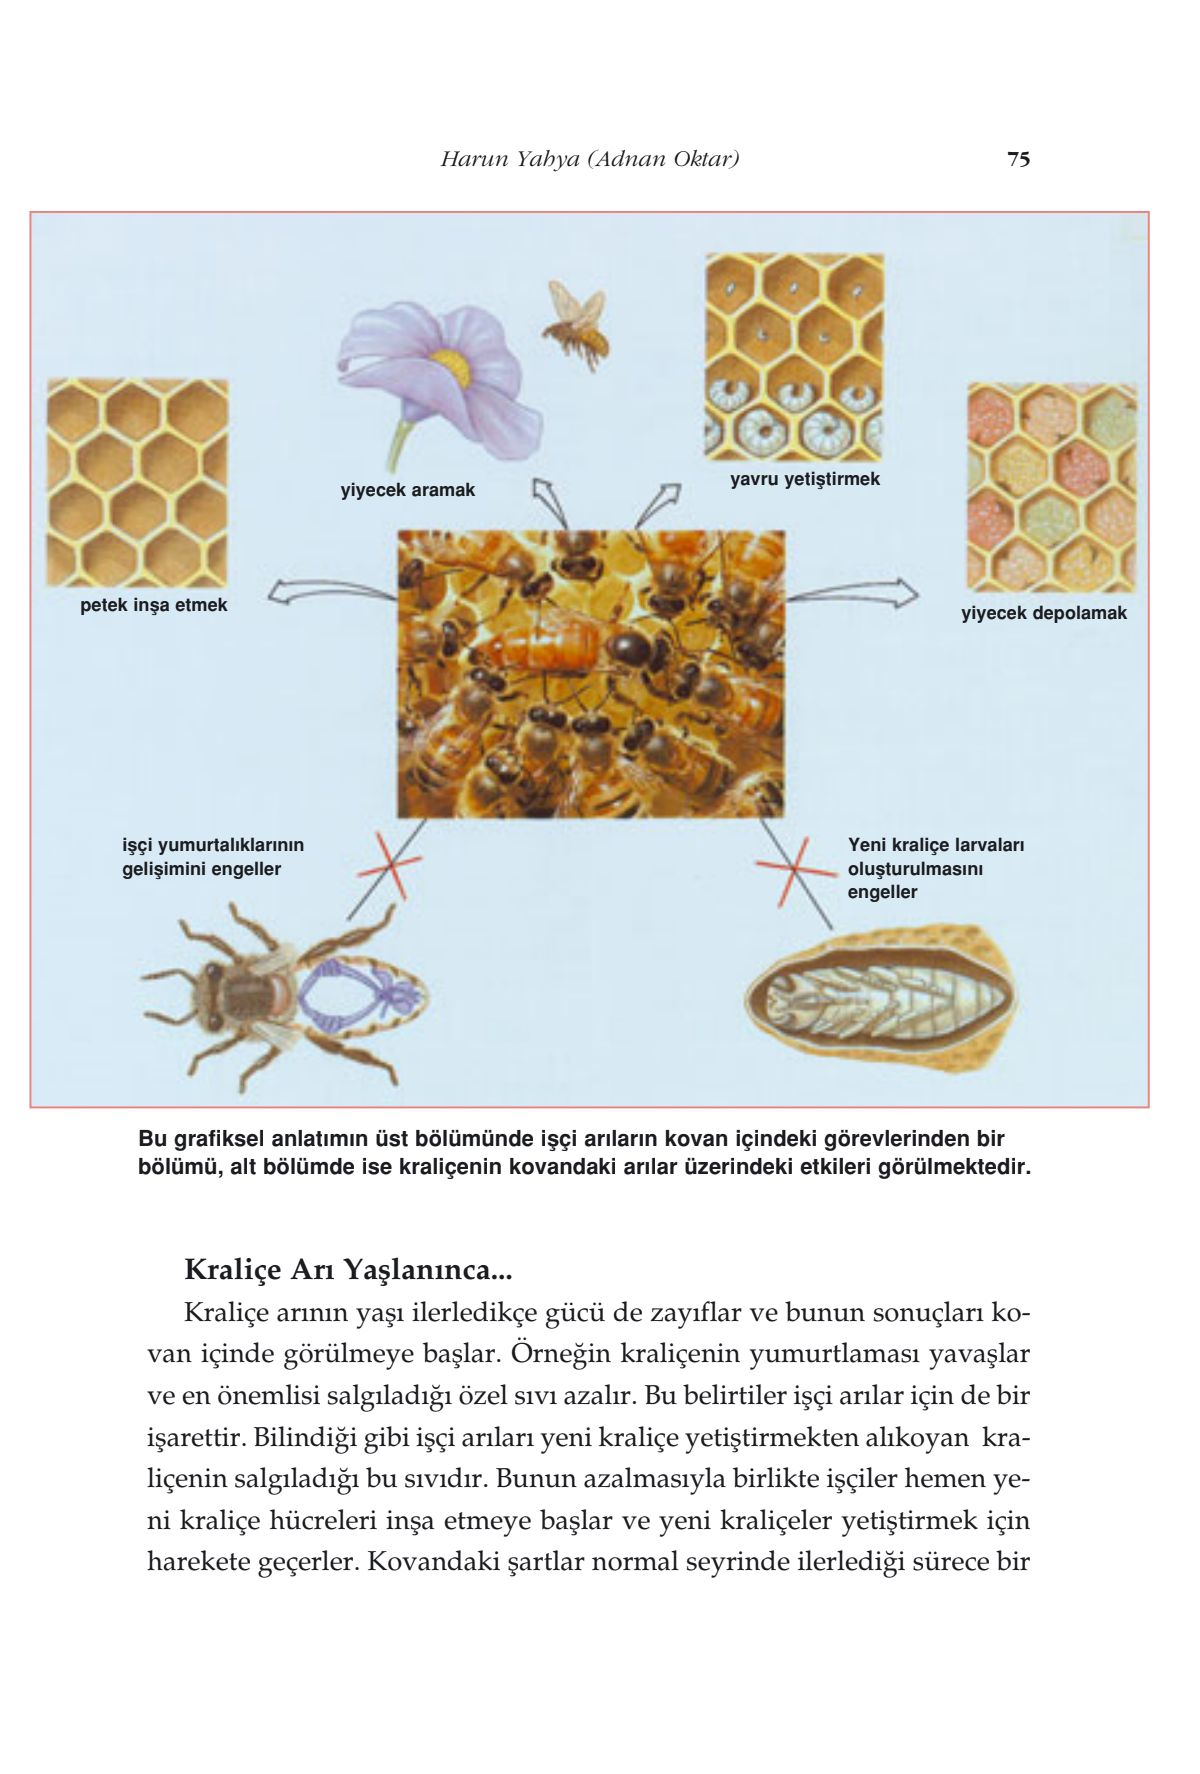 Harun Yahya (Adnan Oktar) 75
yiyecek aramak
yavru yetiştirmek
petek inşa etmek
yiyecek depolamak
işçi yumurtalıklarının
gelişimini engeller
Yeni kraliçe larvaları
oluşturulmasını
engeller
Bu grafiksel anlatımın üst bölümünde işçi arıların kovan içindeki görevlerinden bir
bölümü, alt bölümde ise kraliçenin kovandaki arılar üzerindeki etkileri görülmektedir.
Kraliçe Arı Yaşlanınca...
Kraliçe arının yaşı ilerledikçe gücü de zayıflar ve bunun sonuçları ko-
van içinde görülmeye başlar. Örneğin kraliçenin yumurtlaması yavaşlar
ve en önemlisi salgıladığı özel sıvı azalır. Bu belirtiler işçi arılar için de bir
işarettir. Bilindiği gibi işçi arıları yeni kraliçe yetiştirmekten alıkoyan kra-
liçenin salgıladığı bu sıvıdır. Bunun azalmasıyla birlikte işçiler hemen ye-
ni kraliçe hücreleri inşa etmeye başlar ve yeni kraliçeler yetiştirmek için
harekete geçerler. Kovandaki şartlar normal seyrinde ilerlediği sürece bir